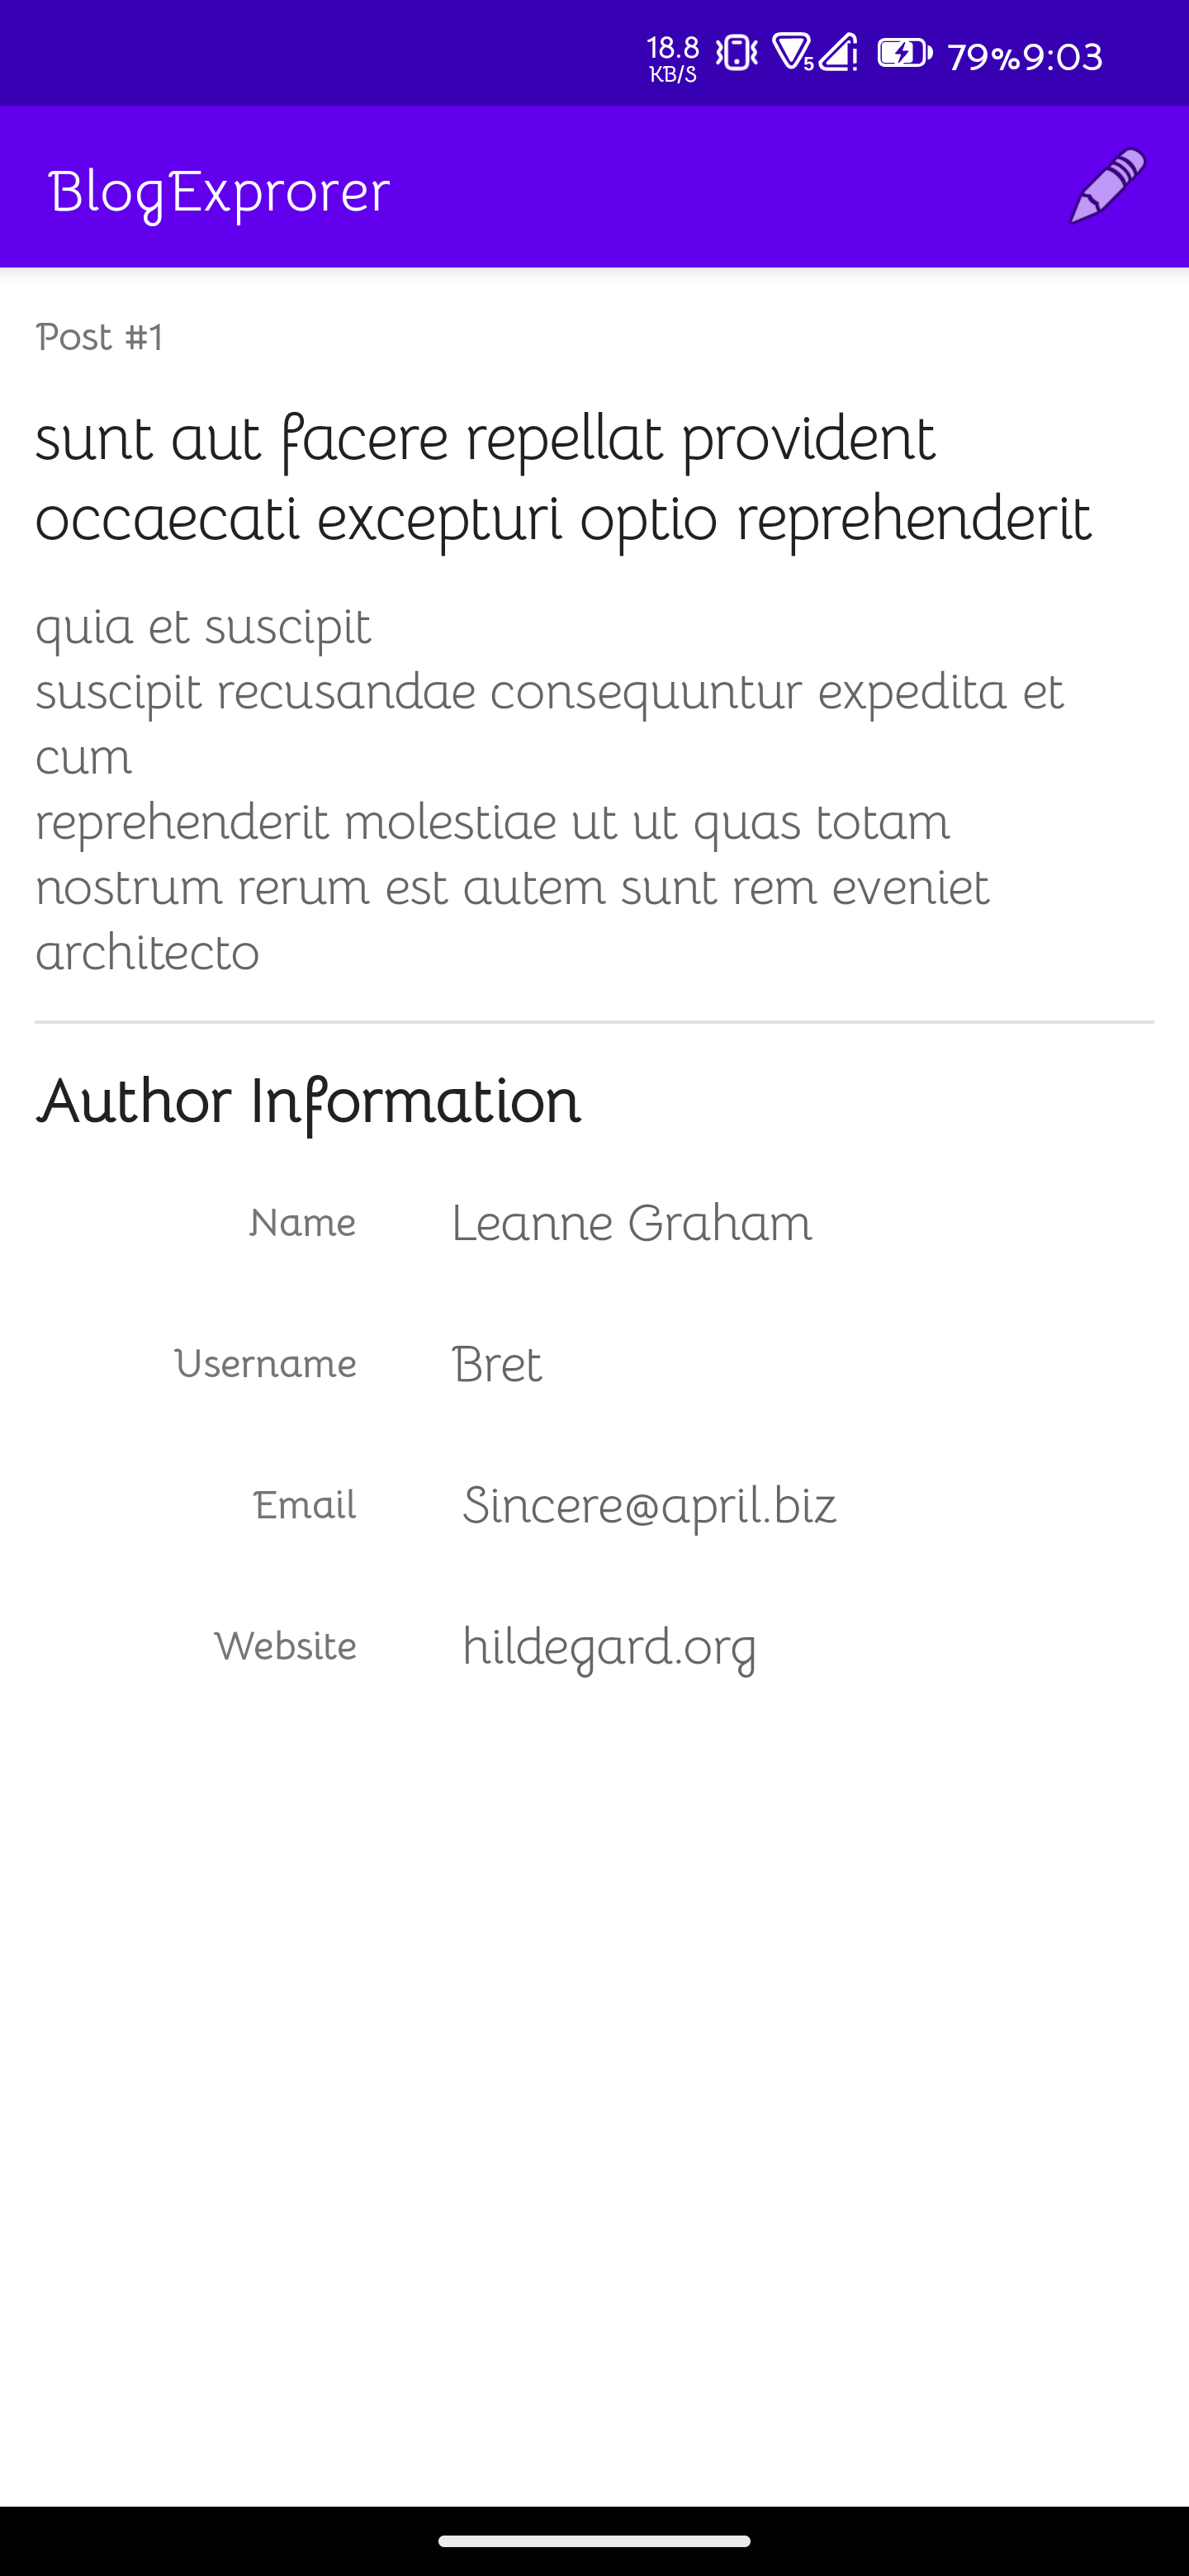 18.8
KB/S
5
79%9:03
BlogExprorer
Post #1
sunt aut facere repellat provident
occaecati excepturi optio reprehenderit
quia et suscipit
suscipit recusandae consequuntur expedita et
cum
reprehenderit molestiae ut ut quas totam
nostrum rerum est autem sunt rem eveniet
architecto
Author Information
Name Leanne Graham
Username Bret
Email Sincere@april.biz
Website hildegard.org